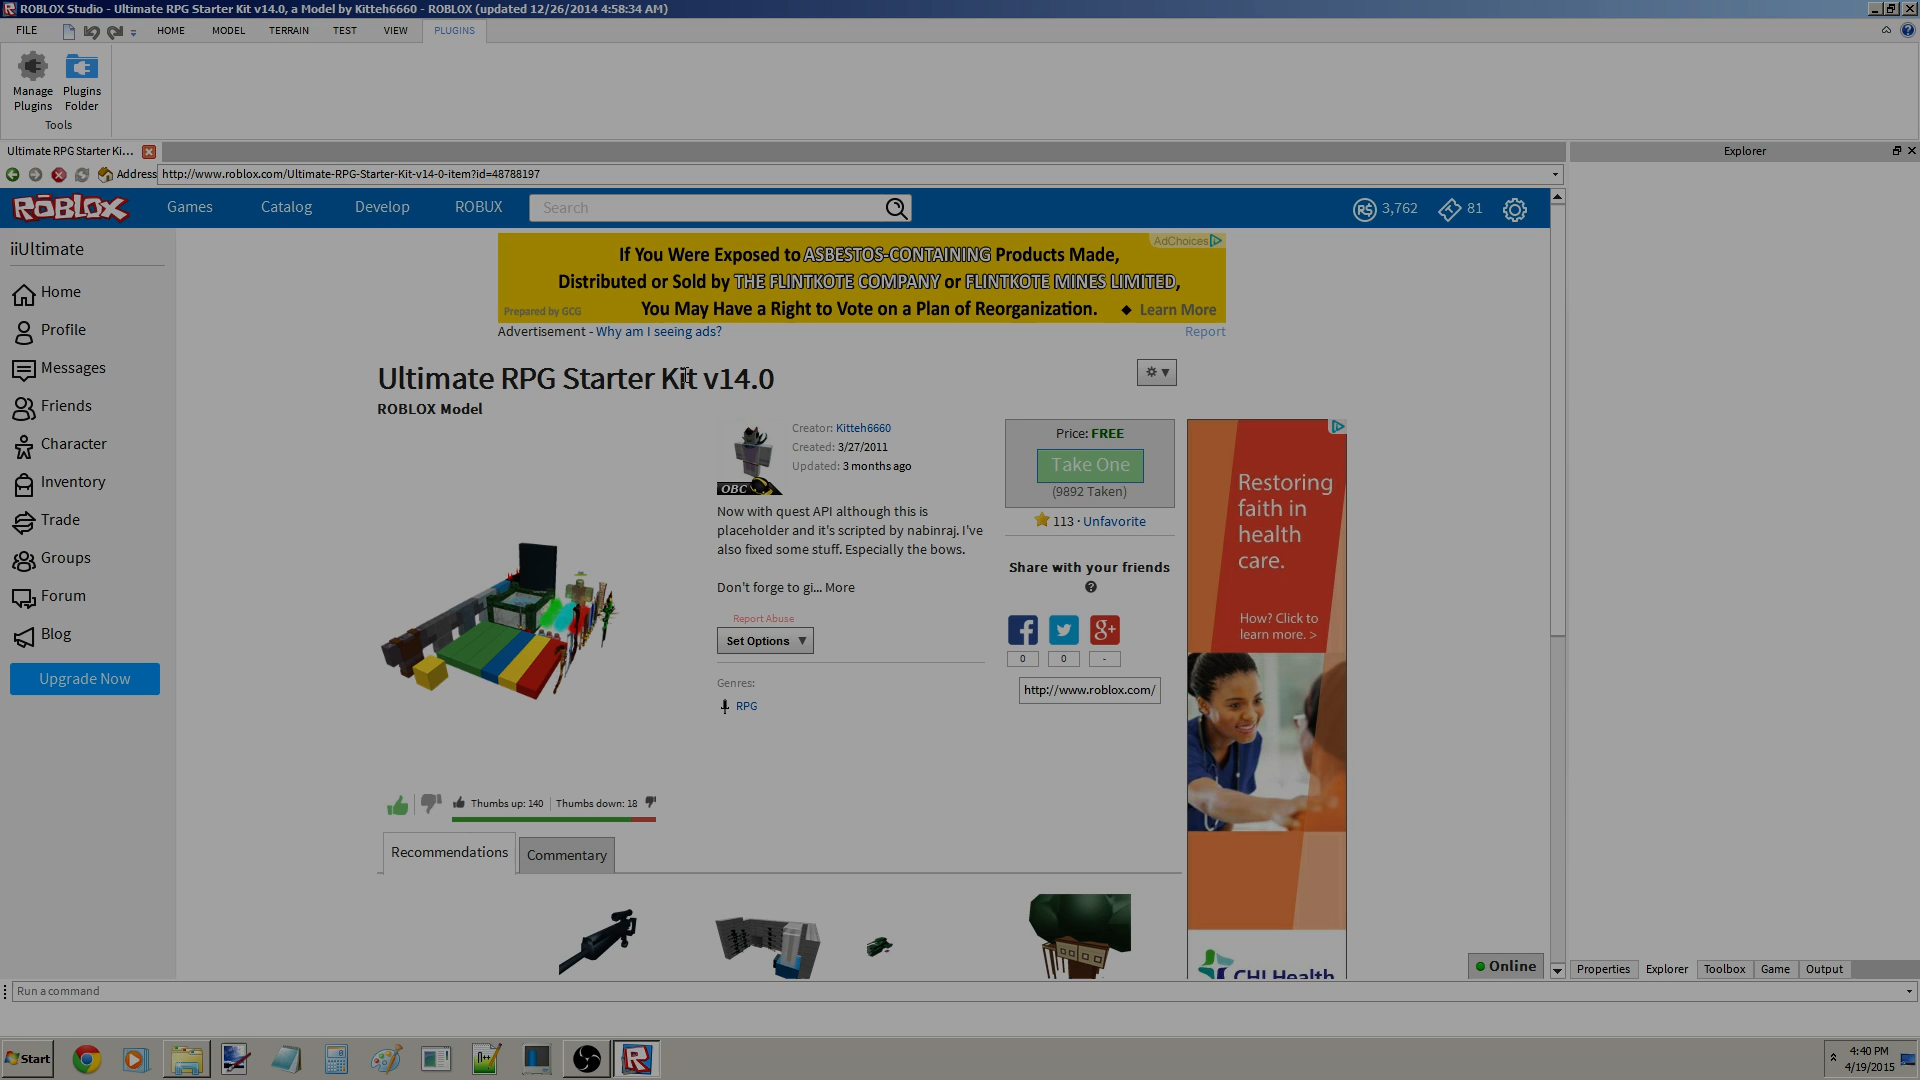 ROBLOX Studio - Ultimate RPG Starter Kit v14.0, a Model by Kitteh6660 - ROBLOX (updated 12/26/2014 4:58:34 AM)
FILE HOME MODEL TERRAIN TEST VIEW PLUGINS
Manage Plugins
Plugins Folder
Tools
Ultimate RPG Starter Ki...
Explorer
Address http://www.roblox.com/Ultimate-RPG-Starter-Kit-v14-0-item?id=48788197
ROBLOX Games Catalog Develop ROBUX Search R$ 3,762 81
iiUltimate
Home
Profile
Messages
Friends
Character
Inventory
Trade
Groups
Forum
Blog
Upgrade Now
AdChoices
If You Were Exposed to ASBESTOS-CONTAINING Products Made,
Distributed or Sold by THE FLINTKOTE COMPANY or FLINTKOTE MINES LIMITED,
You May Have a Right to Vote on a Plan of Reorganization.
Prepared by GCG
Learn More
Advertisement - Why am I seeing ads?
Report
Ultimate RPG Starter Kit v14.0
ROBLOX Model
OBC
Creator: Kitteh6660
Created: 3/27/2011
Updated: 3 months ago
Now with quest API although this is
placeholder and it's scripted by nabinraj. I've
also fixed some stuff. Especially the bows.
Don't forget to gi... More
Report Abuse
Set Options
Genres:
RPG
Price: FREE
Take One
(9892 Taken)
113 · Unfavorite
Share with your friends
?
0 0 -
http://www.roblox.com/
Restoring
faith in
health
care.
How? Click to
learn more. >
CHI Health
Thumbs up: 140 Thumbs down: 18
Recommendations
Commentary
Online
Properties Explorer Toolbox Game Output
Run a command
Start
4:40 PM
4/19/2015